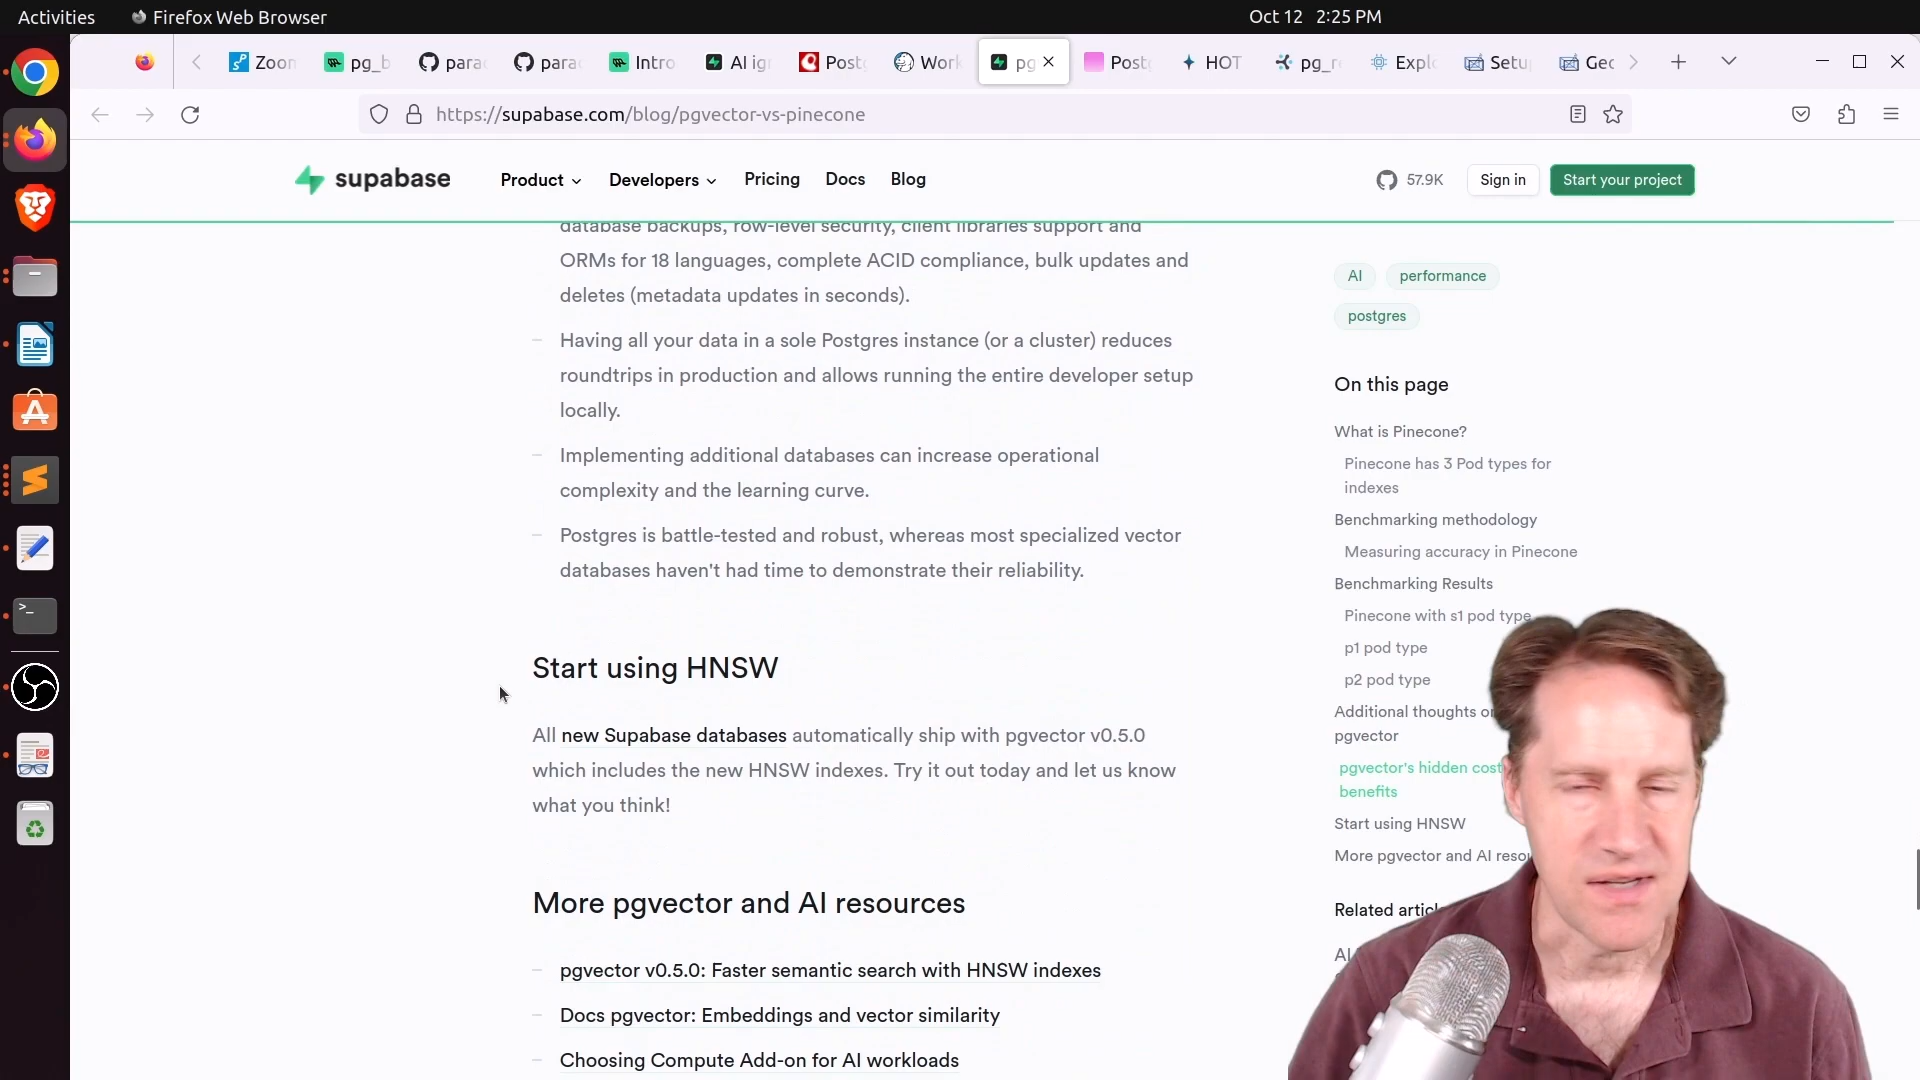 Activities
Firefox Web Browser
Oct 12 2:25 PM
Zoon
pg_b
para
para
Intro
AI ig
Post
Work
pg
Post
HOT
pg_r
Expl
Setu
Geo
https://supabase.com/blog/pgvector-vs-pinecone
supabase
Product
Developers
Pricing
Docs
Blog
57.9K
Sign in
Start your project
database backups, row-level security, client libraries support and
ORMs for 18 languages, complete ACID compliance, bulk updates and
deletes (metadata updates in seconds).
Having all your data in a sole Postgres instance (or a cluster) reduces
roundtrips in production and allows running the entire developer setup
locally.
Implementing additional databases can increase operational
complexity and the learning curve.
Postgres is battle-tested and robust, whereas most specialized vector
databases haven't had time to demonstrate their reliability.
Start using HNSW
All new Supabase databases automatically ship with pgvector v0.5.0
which includes the new HNSW indexes. Try it out today and let us know
what you think!
More pgvector and AI resources
pgvector v0.5.0: Faster semantic search with HNSW indexes
Docs pgvector: Embeddings and vector similarity
Choosing Compute Add-on for AI workloads
AI
performance
postgres
On this page
What is Pinecone?
Pinecone has 3 Pod types for
indexes
Benchmarking methodology
Measuring accuracy in Pinecone
Benchmarking Results
Pinecone with s1 pod type
p1 pod type
p2 pod type
Additional thoughts o
pgvector
pgvector's hidden cost
benefits
Start using HNSW
More pgvector and AI reso
Related artic
AI